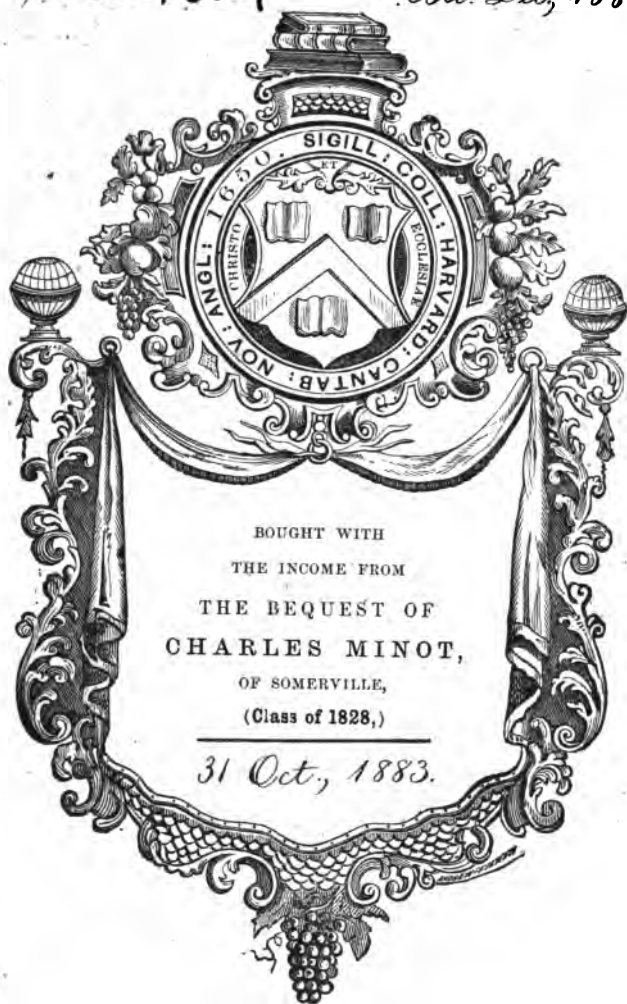 SIGILL: COLL: HARVARD: CANTAB: NOV: ANGL: 1650.
CHRISTO
ET
ECCLESIAE
BOUGHT WITH
THE INCOME FROM
THE BEQUEST OF
CHARLES MINOT,
OF SOMERVILLE,
(Class of 1828,)
31 Oct., 1883.